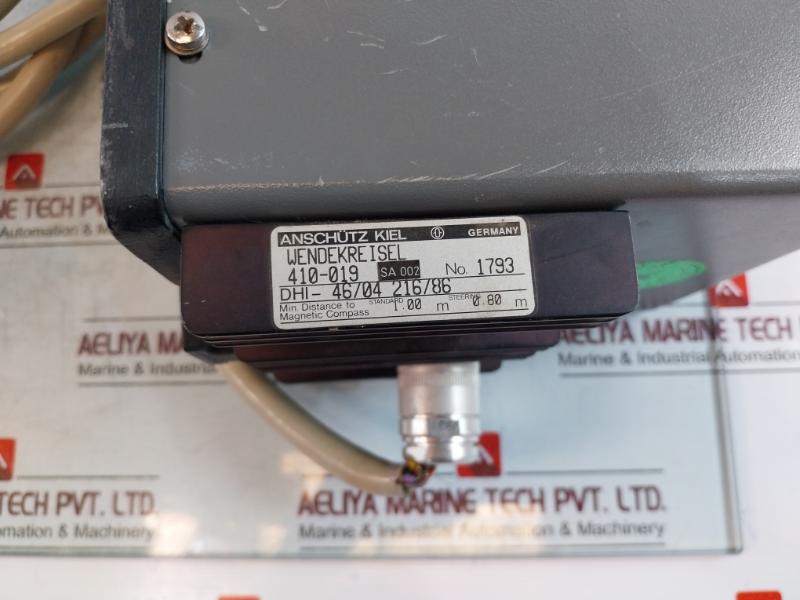 INE TECH PVT.
Automation & Machinery
ANSCHÜTZ KIEL GERMANY
WENDEKREISEL
410-019 SA 002 No. 1793
DHI- 46/04 216/86
Min. Distance to STANDARD 1.00 m STEERING 0.80 m
Magnetic Compass
AELIYA MAR
Marine & Industrial
AELIYA MARINE TECH
Marine & Industrial Automation
TECH PVT. LTD.
Automation & Machinery
AELIYA MARINE TECH PVT. LTD.
Marine & Industrial Automation & Machinery